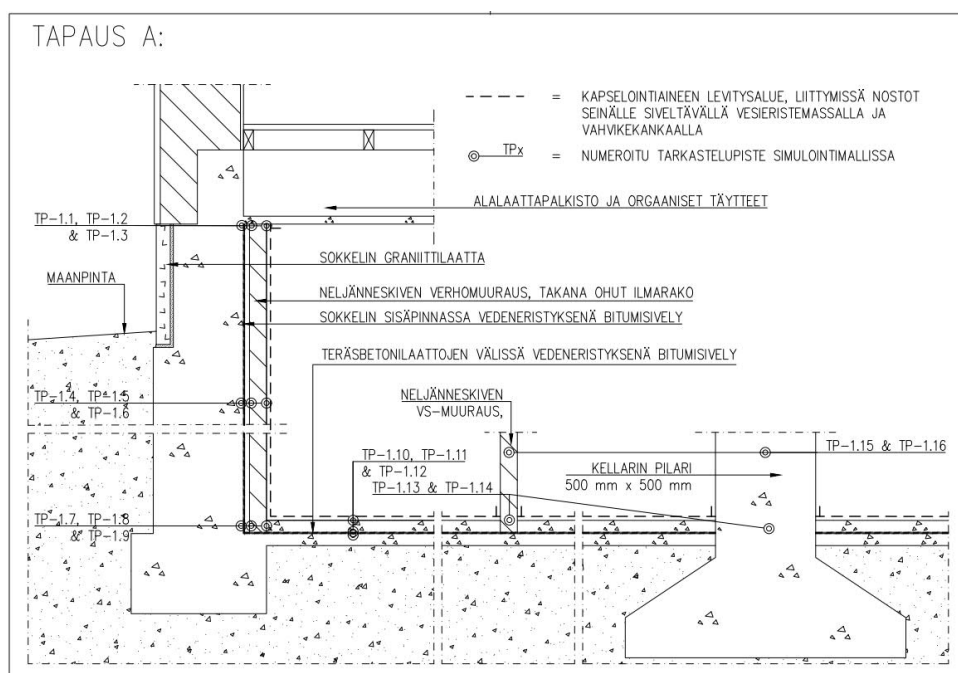 TAPAUS A:
= KAPSELOINTIAINEEN LEVITYSALUE, LIITTYMISSÄ NOSTOT
SEINÄLLE SIVELTÄVÄLLÄ VESIERISTEMASSALLA JA
VAHVIKEKANKAALLA
TPx = NUMEROITU TARKASTELUPISTE SIMULOINTIMALLISSA
ALALAATTAPALKISTO JA ORGAANISET TÄYTTEET
TP-1.1, TP-1.2
& TP-1.3
SOKKELIN GRANIITTILAATTA
MAANPINTA
NELJÄNNESKIVEN VERHOMUURAUS, TAKANA OHUT ILMARAKO
SOKKELIN SISÄPINNASSA VEDENERISTYKSENÄ BITUMISIVELY
TERÄSBETONILAATTOJEN VÄLISSÄ VEDENERISTYKSENÄ BITUMISIVELY
TP-1.4, TP-1.5
& TP-1.6
NELJÄNNESKIVEN
VS-MUURAUS,
TP-1.10, TP-1.11
& TP-1.12
TP-1.13 & TP-1.14
TP-1.15 & TP-1.16
KELLARIN PILARI
500 mm x 500 mm
TP-1.7, TP-1.8
& TP-1.9